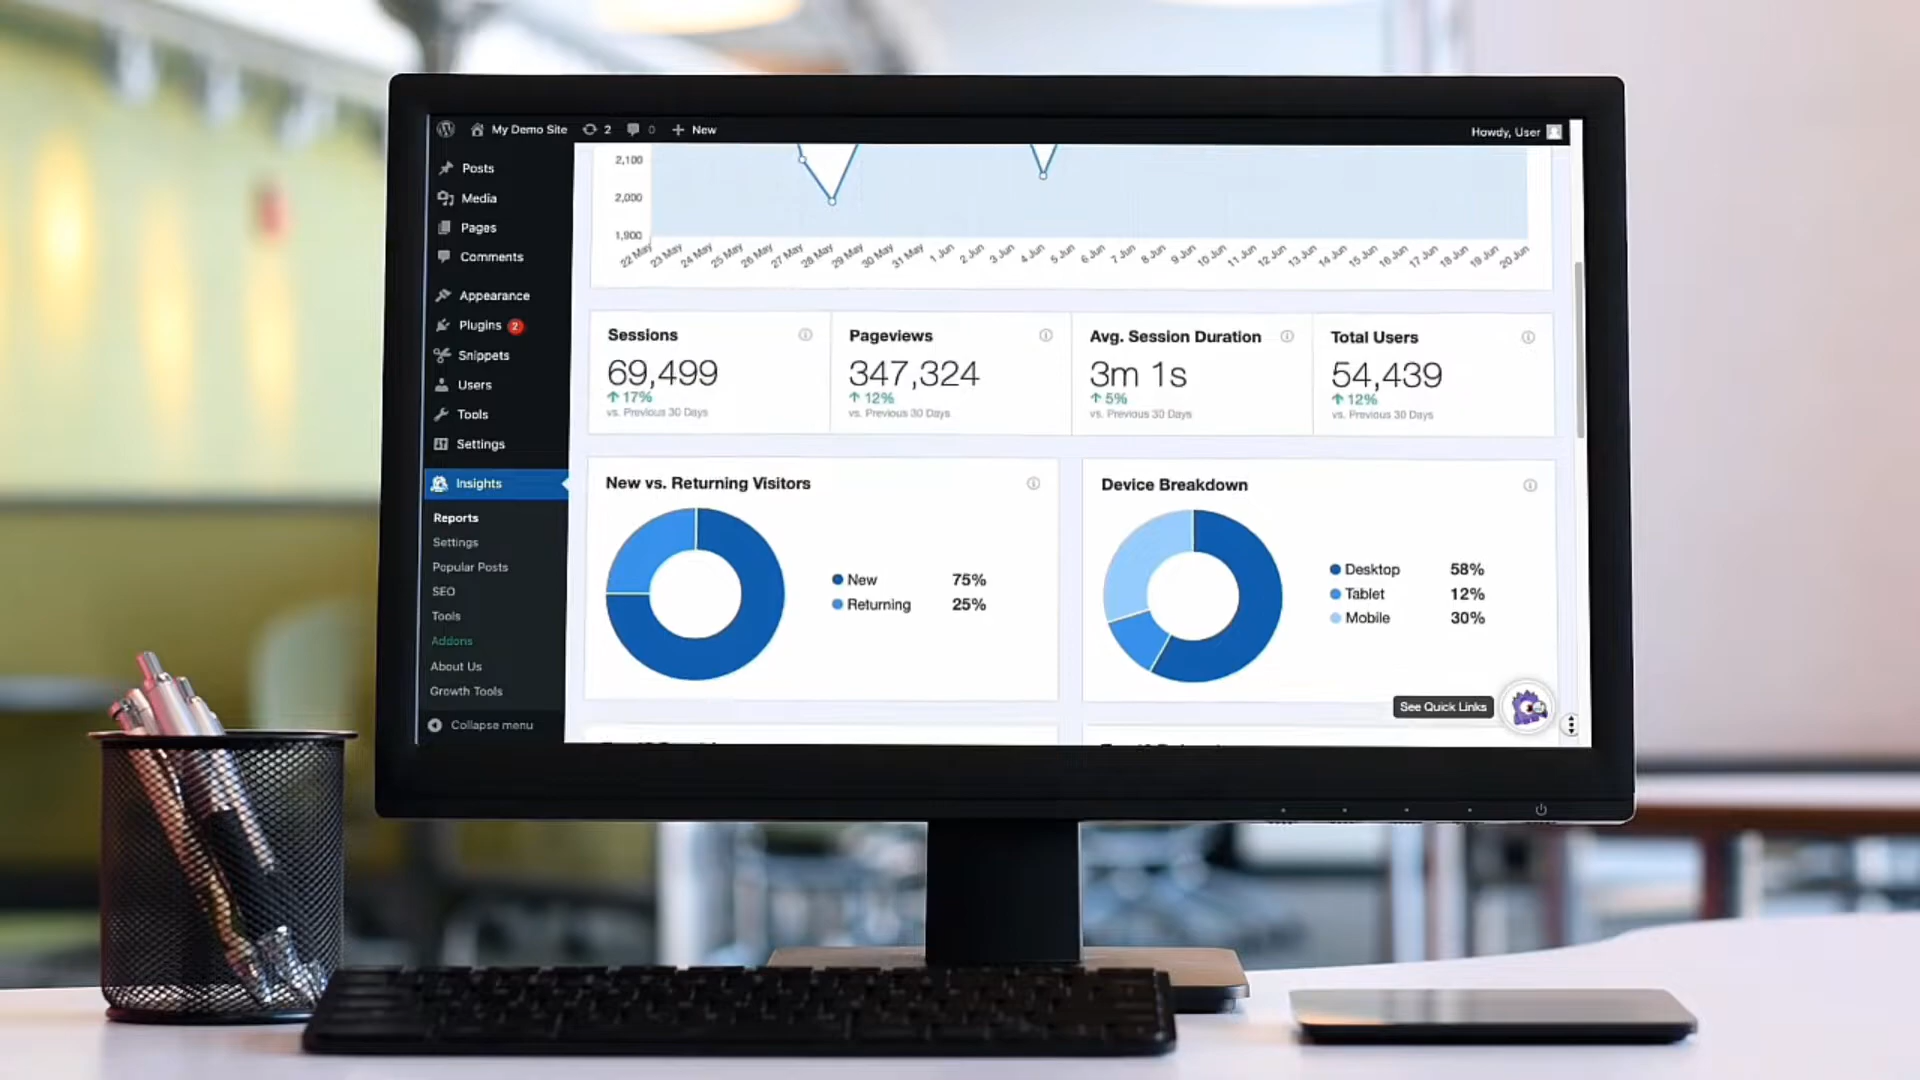 My Demo Site 2 0 New Howdy, User
Posts
Media
Pages
Comments
Appearance
Plugins 2
Snippets
Users
Tools
Settings
Insights
Reports
Settings
Popular Posts
SEO
Tools
Addons
About Us
Growth Tools
Collapse menu
2,100
2,000
1,900
22 May 23 May 24 May 25 May 26 May 27 May 28 May 29 May 30 May 31 May 1 Jun 2 Jun 3 Jun 4 Jun 5 Jun 6 Jun 7 Jun 8 Jun 9 Jun 10 Jun 11 Jun 12 Jun 13 Jun 14 Jun 15 Jun 16 Jun 17 Jun 18 Jun 19 Jun 20 Jun
Sessions
69,499
17%
vs. Previous 30 Days
Pageviews
347,324
12%
vs. Previous 30 Days
Avg. Session Duration
3m 1s
5%
vs. Previous 30 Days
Total Users
54,439
12%
vs. Previous 30 Days
New vs. Returning Visitors
New 75%
Returning 25%
Device Breakdown
Desktop 58%
Tablet 12%
Mobile 30%
See Quick Links